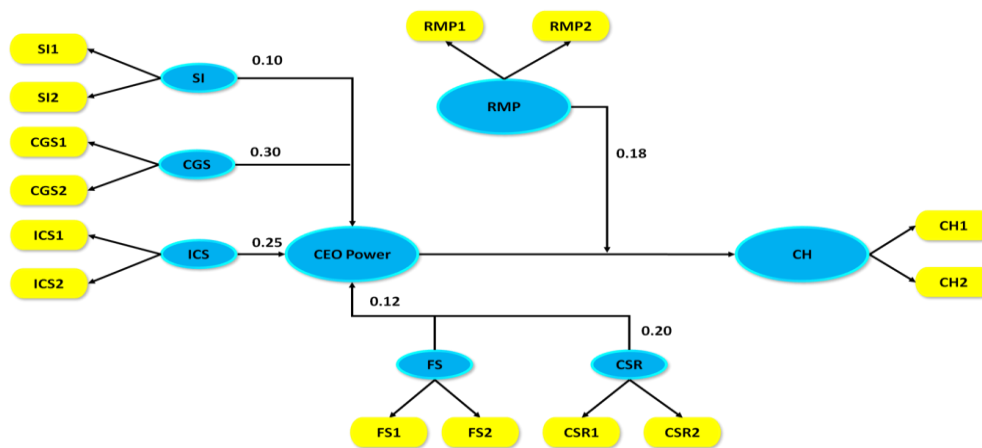 RMP1
RMP2
SI1
SI
0.10
SI2
RMP
CGS1
CGS
0.30
0.18
CGS2
ICS1
ICS
0.25
CEO Power
CH
CH1
ICS2
CH2
0.12
0.20
FS
CSR
FS1
FS2
CSR1
CSR2